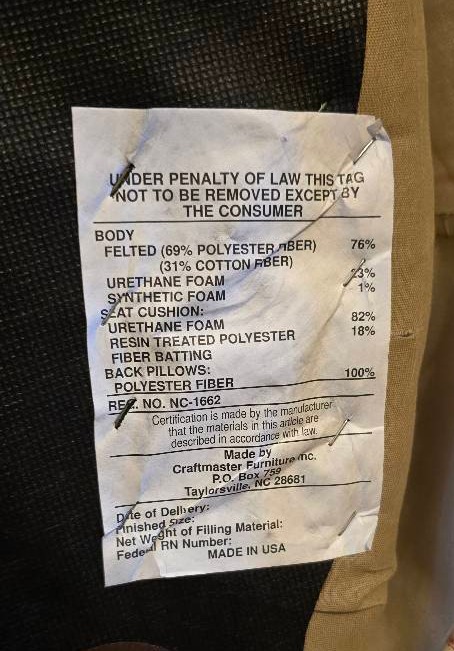 UNDER PENALTY OF LAW THIS TAG
NOT TO BE REMOVED EXCEPT BY
THE CONSUMER
BODY
FELTED (69% POLYESTER FIBER) 76%
(31% COTTON FIBER)
URETHANE FOAM 23%
SYNTHETIC FOAM 1%
SEAT CUSHION:
URETHANE FOAM 82%
RESIN TREATED POLYESTER 18%
FIBER BATTING
BACK PILLOWS:
POLYESTER FIBER 100%
REG. NO. NC-1662
Certification is made by the manufacturer
that the materials in this article are
described in accordance with law.
Made by
Craftmaster Furniture Inc.
P.O. Box 759
Taylorsville, NC 28681
Date of Delivery:
Finished Size:
Net Weight of Filling Material:
Federal RN Number:
MADE IN USA